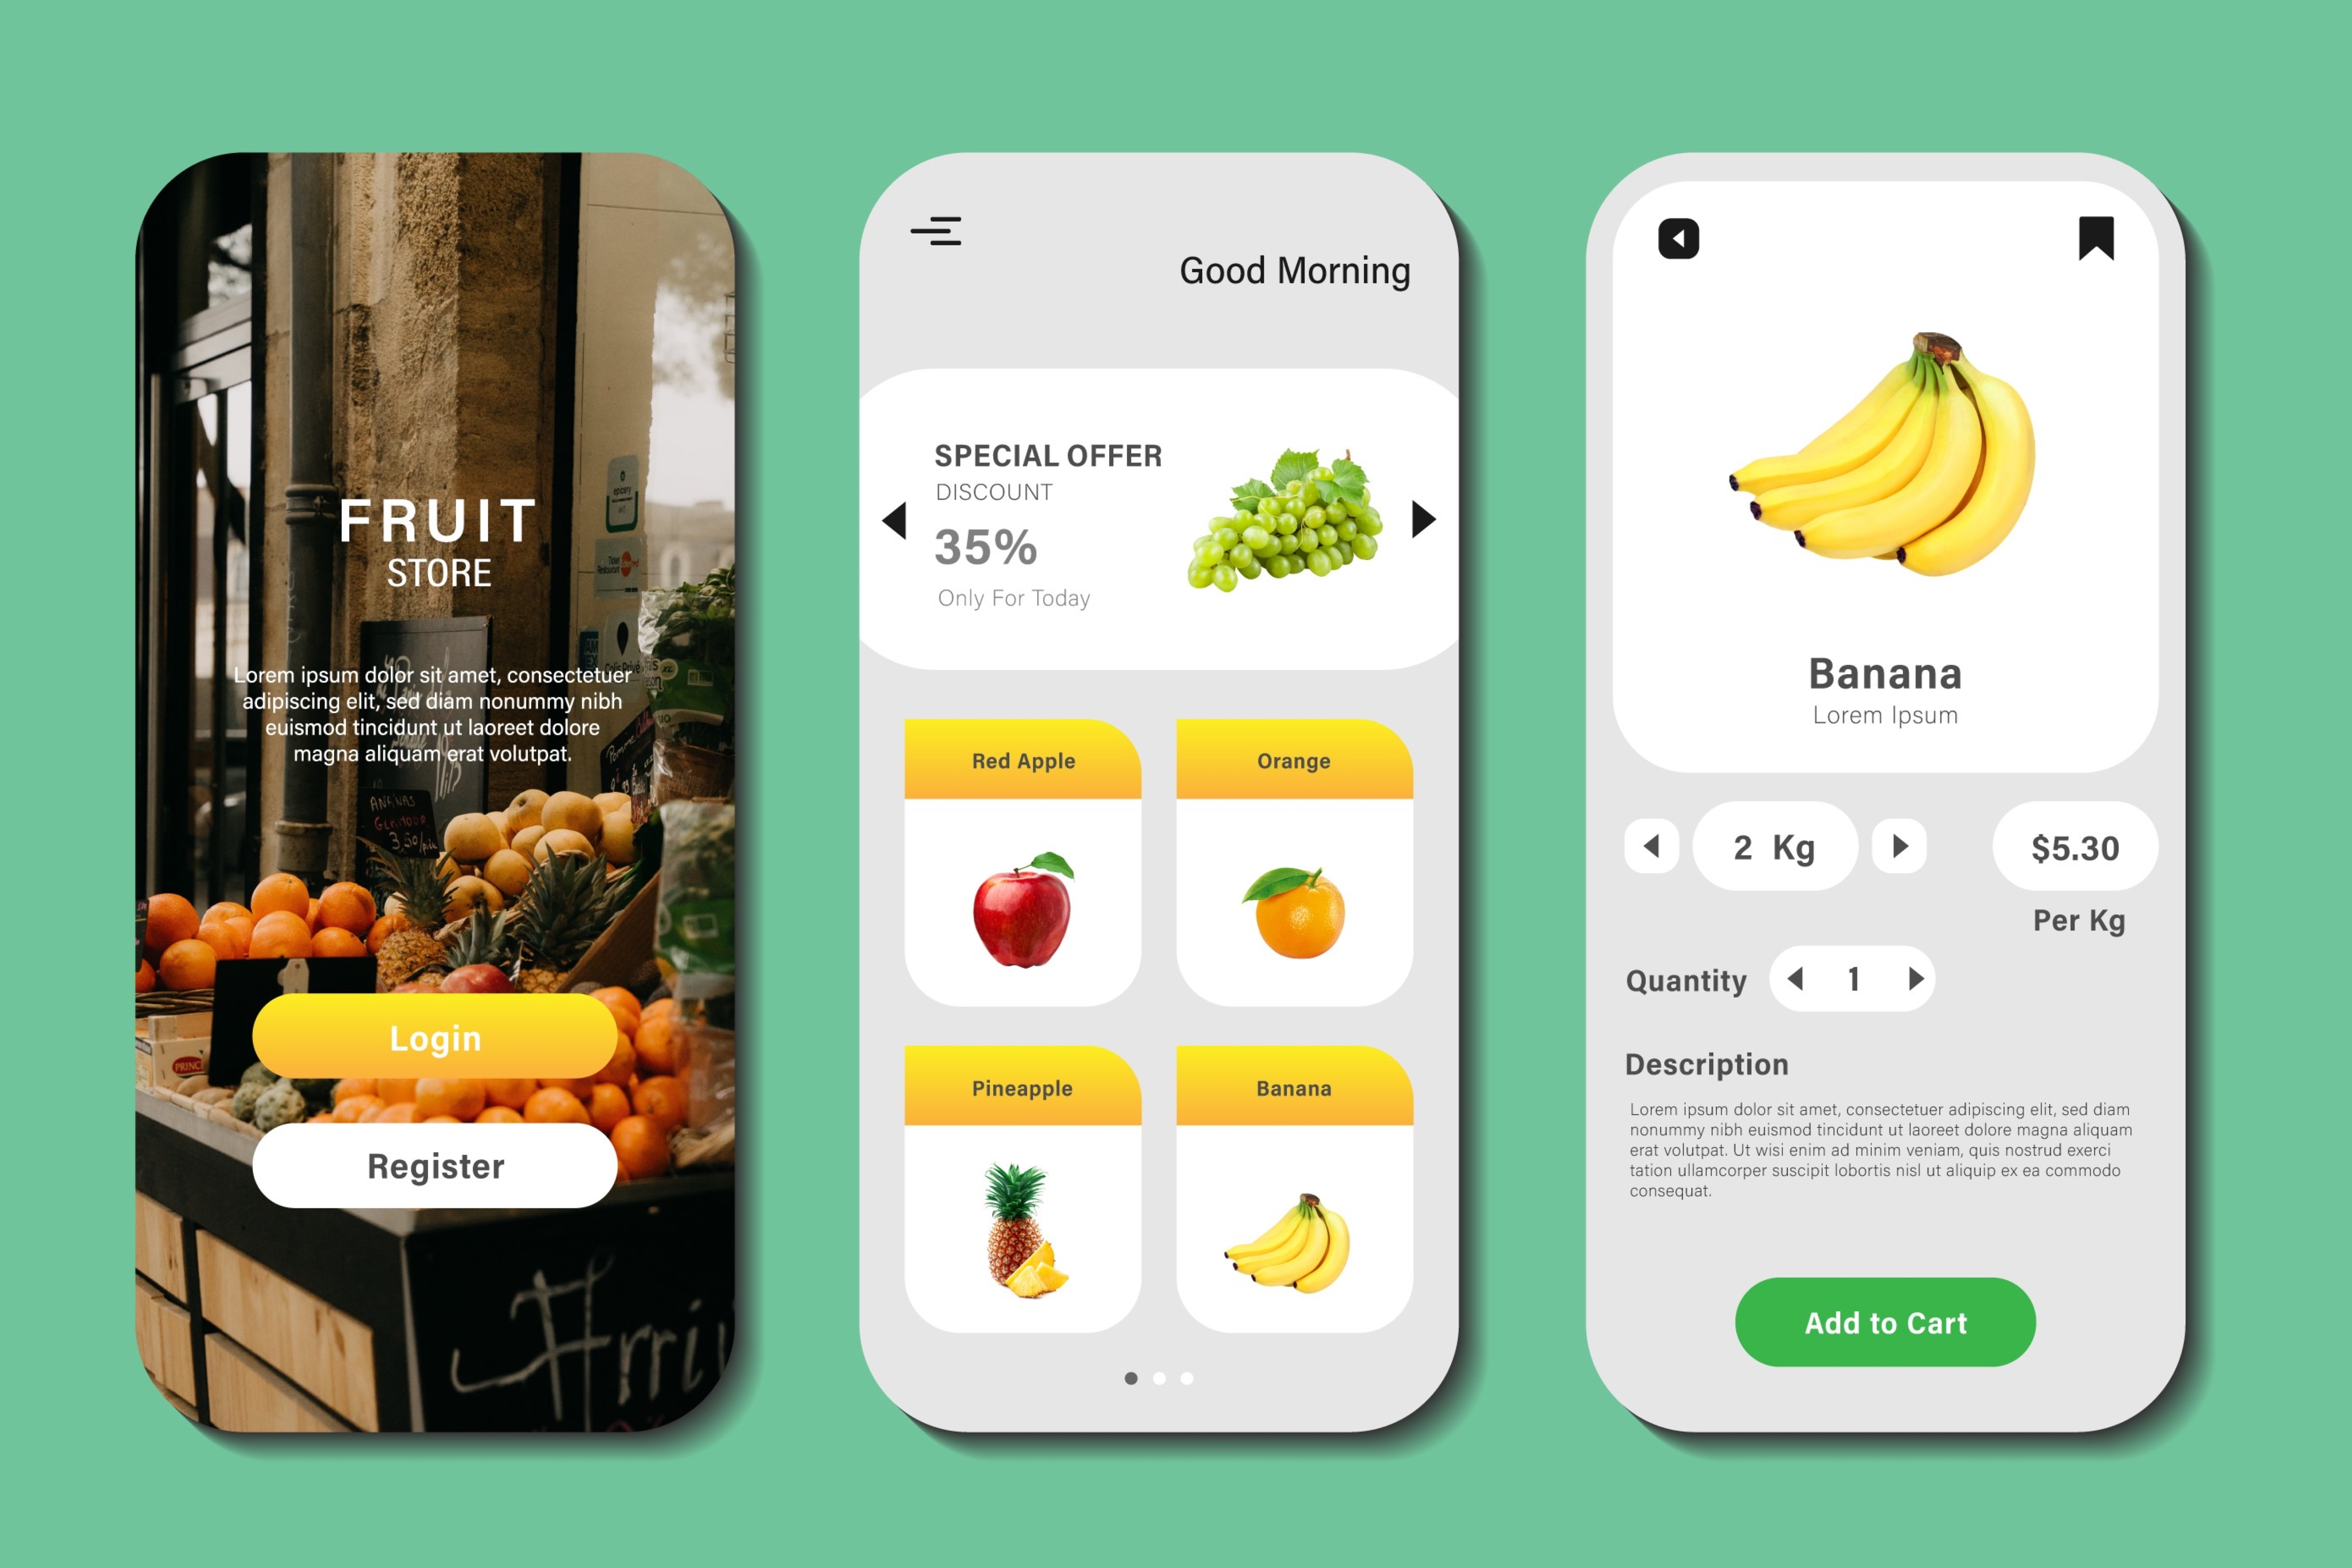 FRUIT
STORE
Lorem ipsum dolor sit amet, consectetuer
adipiscing elit, sed diam nonummy nibh
euismod tincidunt ut laoreet dolore
magna aliquam erat volutpat.
ANANAS
3,50/pie
PRINC
Login
Register
Good Morning
SPECIAL OFFER
DISCOUNT
35%
Only For Today
Red Apple
Orange
Pineapple
Banana
Banana
Lorem Ipsum
2 Kg
$5.30
Per Kg
Quantity
1
Description
Lorem ipsum dolor sit amet, consectetuer adipiscing elit, sed diam
nonummy nibh euismod tincidunt ut laoreet dolore magna aliquam
erat volutpat. Ut wisi enim ad minim veniam, quis nostrud exerci
tation ullamcorper suscipit lobortis nisl ut aliquip ex ea commodo
consequat.
Add to Cart